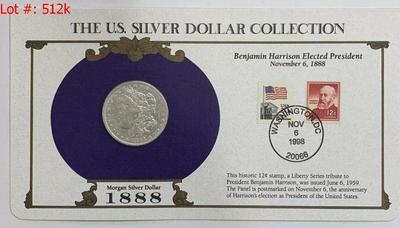 Lot #: 512k
THE U.S. SILVER DOLLAR COLLECTION
Benjamin Harrison Elected President
November 6, 1888
USA
12¢
WASHINGTON, DC
NOV
6
1998
20066
Morgan Silver Dollar
1888
This historic 12¢ stamp, a Liberty Series tribute to
President Benjamin Harrison, was issued June 6, 1959.
The Panel is postmarked on November 6, the anniversary
of Harrison's election as President of the United States.